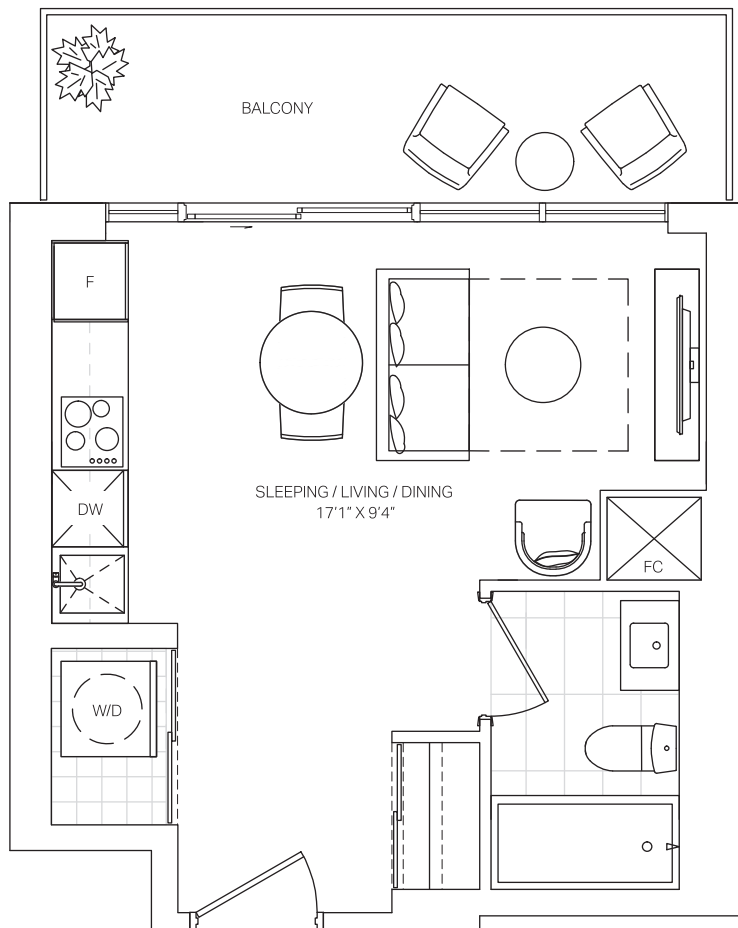 BALCONY
F
DW
SLEEPING / LIVING / DINING
17'1" X 9'4"
FC
W/D